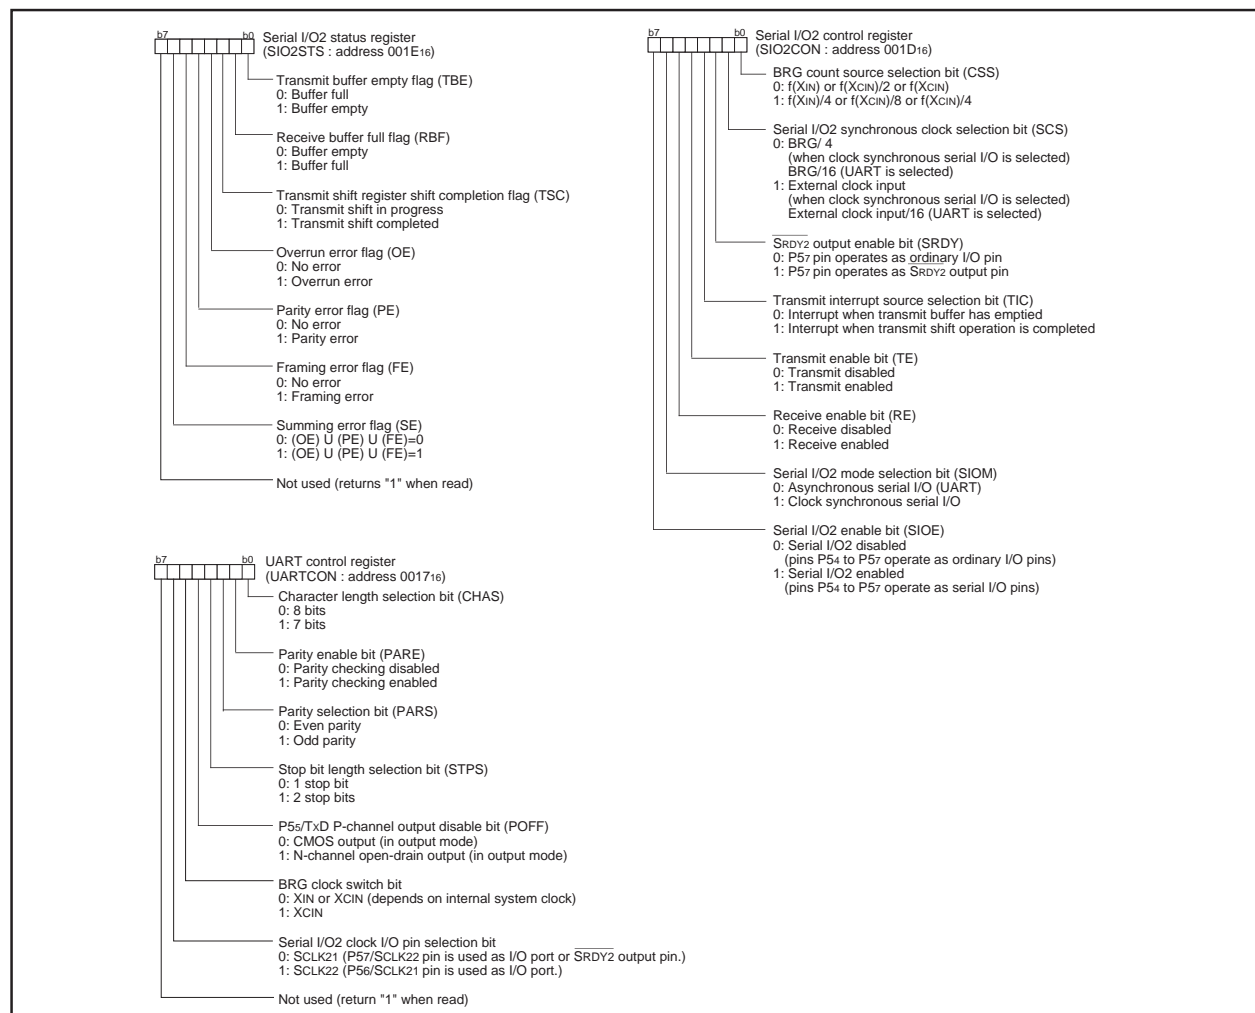 b7 b0 Serial I/O2 status register
(SIO2STS : address 001E16)
Transmit buffer empty flag (TBE)
0: Buffer full
1: Buffer empty
Receive buffer full flag (RBF)
0: Buffer empty
1: Buffer full
Transmit shift register shift completion flag (TSC)
0: Transmit shift in progress
1: Transmit shift completed
Overrun error flag (OE)
0: No error
1: Overrun error
Parity error flag (PE)
0: No error
1: Parity error
Framing error flag (FE)
0: No error
1: Framing error
Summing error flag (SE)
0: (OE) U (PE) U (FE)=0
1: (OE) U (PE) U (FE)=1
Not used (returns "1" when read)
b7 b0 UART control register
(UARTCON : address 001716)
Character length selection bit (CHAS)
0: 8 bits
1: 7 bits
Parity enable bit (PARE)
0: Parity checking disabled
1: Parity checking enabled
Parity selection bit (PARS)
0: Even parity
1: Odd parity
Stop bit length selection bit (STPS)
0: 1 stop bit
1: 2 stop bits
P55/TXD P-channel output disable bit (POFF)
0: CMOS output (in output mode)
1: N-channel open-drain output (in output mode)
BRG clock switch bit
0: XIN or XCIN (depends on internal system clock)
1: XCIN
Serial I/O2 clock I/O pin selection bit
0: SCLK21 (P57/SCLK22 pin is used as I/O port or SRDY2 output pin.)
1: SCLK22 (P56/SCLK21 pin is used as I/O port.)
Not used (return "1" when read)
b7 b0 Serial I/O2 control register
(SIO2CON : address 001D16)
BRG count source selection bit (CSS)
0: f(XIN) or f(XCIN)/2 or f(XCIN)
1: f(XIN)/4 or f(XCIN)/8 or f(XCIN)/4
Serial I/O2 synchronous clock selection bit (SCS)
0: BRG/ 4
(when clock synchronous serial I/O is selected)
BRG/16 (UART is selected)
1: External clock input
(when clock synchronous serial I/O is selected)
External clock input/16 (UART is selected)
SRDY2 output enable bit (SRDY)
0: P57 pin operates as ordinary I/O pin
1: P57 pin operates as SRDY2 output pin
Transmit interrupt source selection bit (TIC)
0: Interrupt when transmit buffer has emptied
1: Interrupt when transmit shift operation is completed
Transmit enable bit (TE)
0: Transmit disabled
1: Transmit enabled
Receive enable bit (RE)
0: Receive disabled
1: Receive enabled
Serial I/O2 mode selection bit (SIOM)
0: Asynchronous serial I/O (UART)
1: Clock synchronous serial I/O
Serial I/O2 enable bit (SIOE)
0: Serial I/O2 disabled
(pins P54 to P57 operate as ordinary I/O pins)
1: Serial I/O2 enabled
(pins P54 to P57 operate as serial I/O pins)